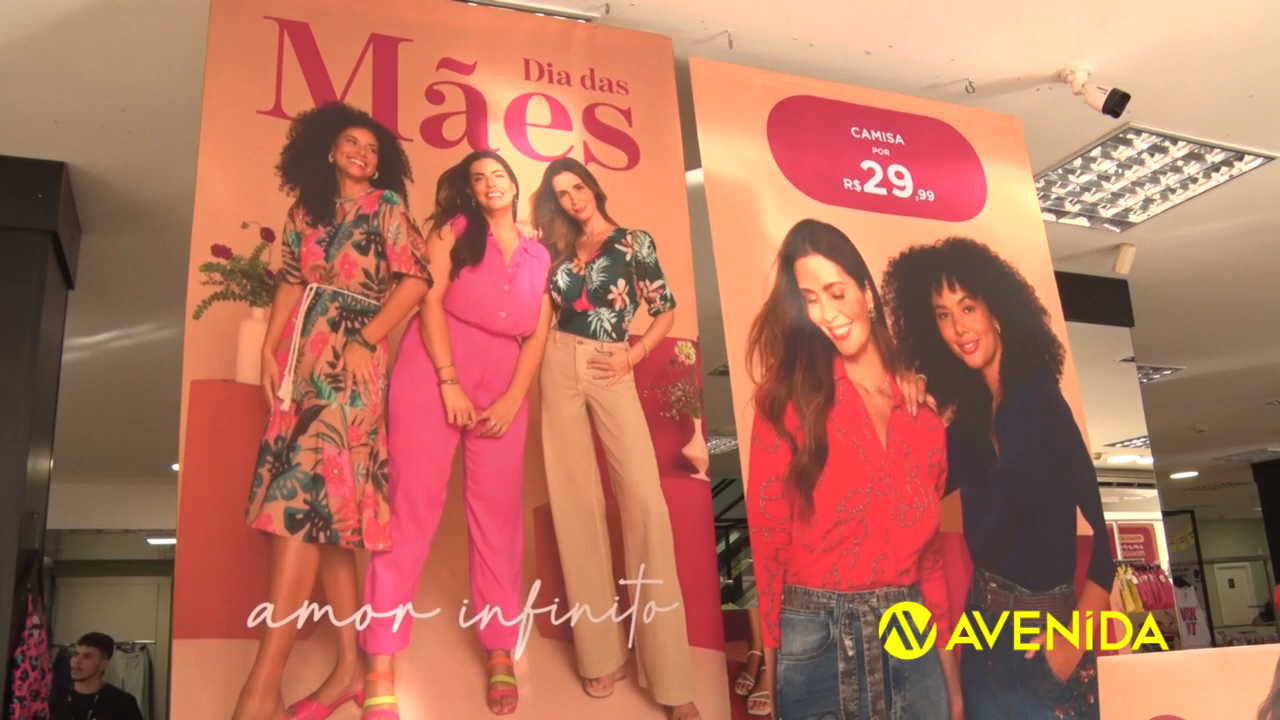 Dia das
Mães
amor infinito
CAMISA
POR
R$29,99
AVENIDA